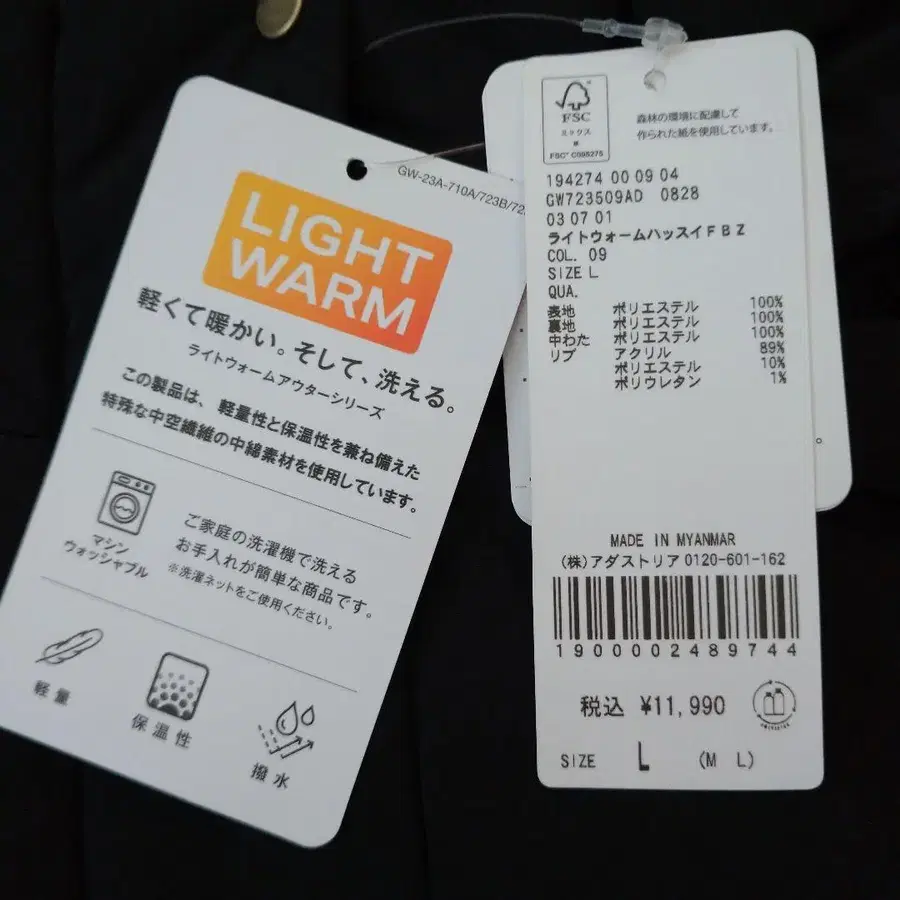 GW-23A-710A/723B/72
LIGHT
WARM
軽くて暖かい。そして、洗える。
ライトウォームアウターシリーズ
この製品は、軽量性と保温性を兼ね備えた
特殊な中空繊維の中綿素材を使用しています。
マシン
ウォッシャブル
ご家庭の洗濯機で洗える
お手入れが簡単な商品です。
※洗濯ネットをご使用ください。
軽量
保温性
撥水
FSC
ミックス
紙
FSC™ C095275
森林の環境に配慮して
作られた紙を使用しています。
194274 00 09 04
GW723509AD 0828
03 07 01
ライトウォームハッスイFBZ
COL. 09
SIZE L
QUA.
表地 ポリエステル 100%
裏地 ポリエステル 100%
中わた ポリエステル 100%
リブ アクリル 89%
ポリエステル 10%
ポリウレタン 1%
MADE IN MYANMAR
(株)アダストリア0120-601-162
1900002489744
税込 ¥11,990
SIZE L (M L)